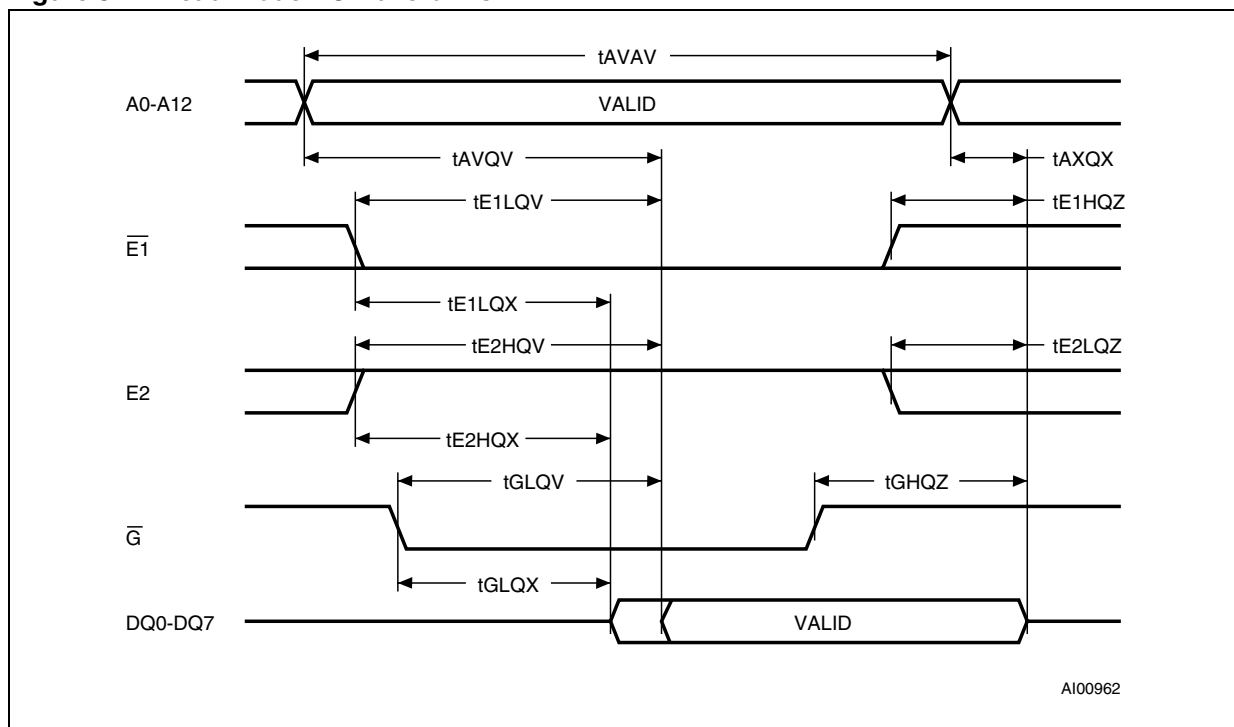 tAVAV
A0-A12
VALID
tAVQV
tAXQX
tE1LQV
tE1HQZ
E1
tE1LQX
tE2HQV
tE2LQZ
E2
tE2HQX
tGLQV
tGHQZ
G
tGLQX
DQ0-DQ7
VALID
AI00962